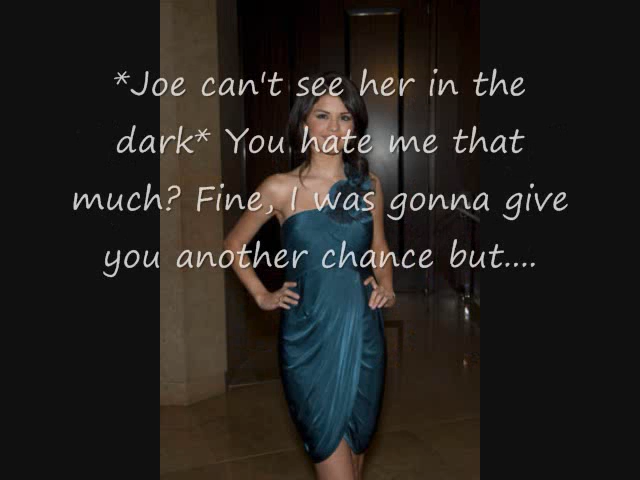 *Joe can't see her in the
dark* You hate me that
much? Fine, I was gonna give
you another chance but....